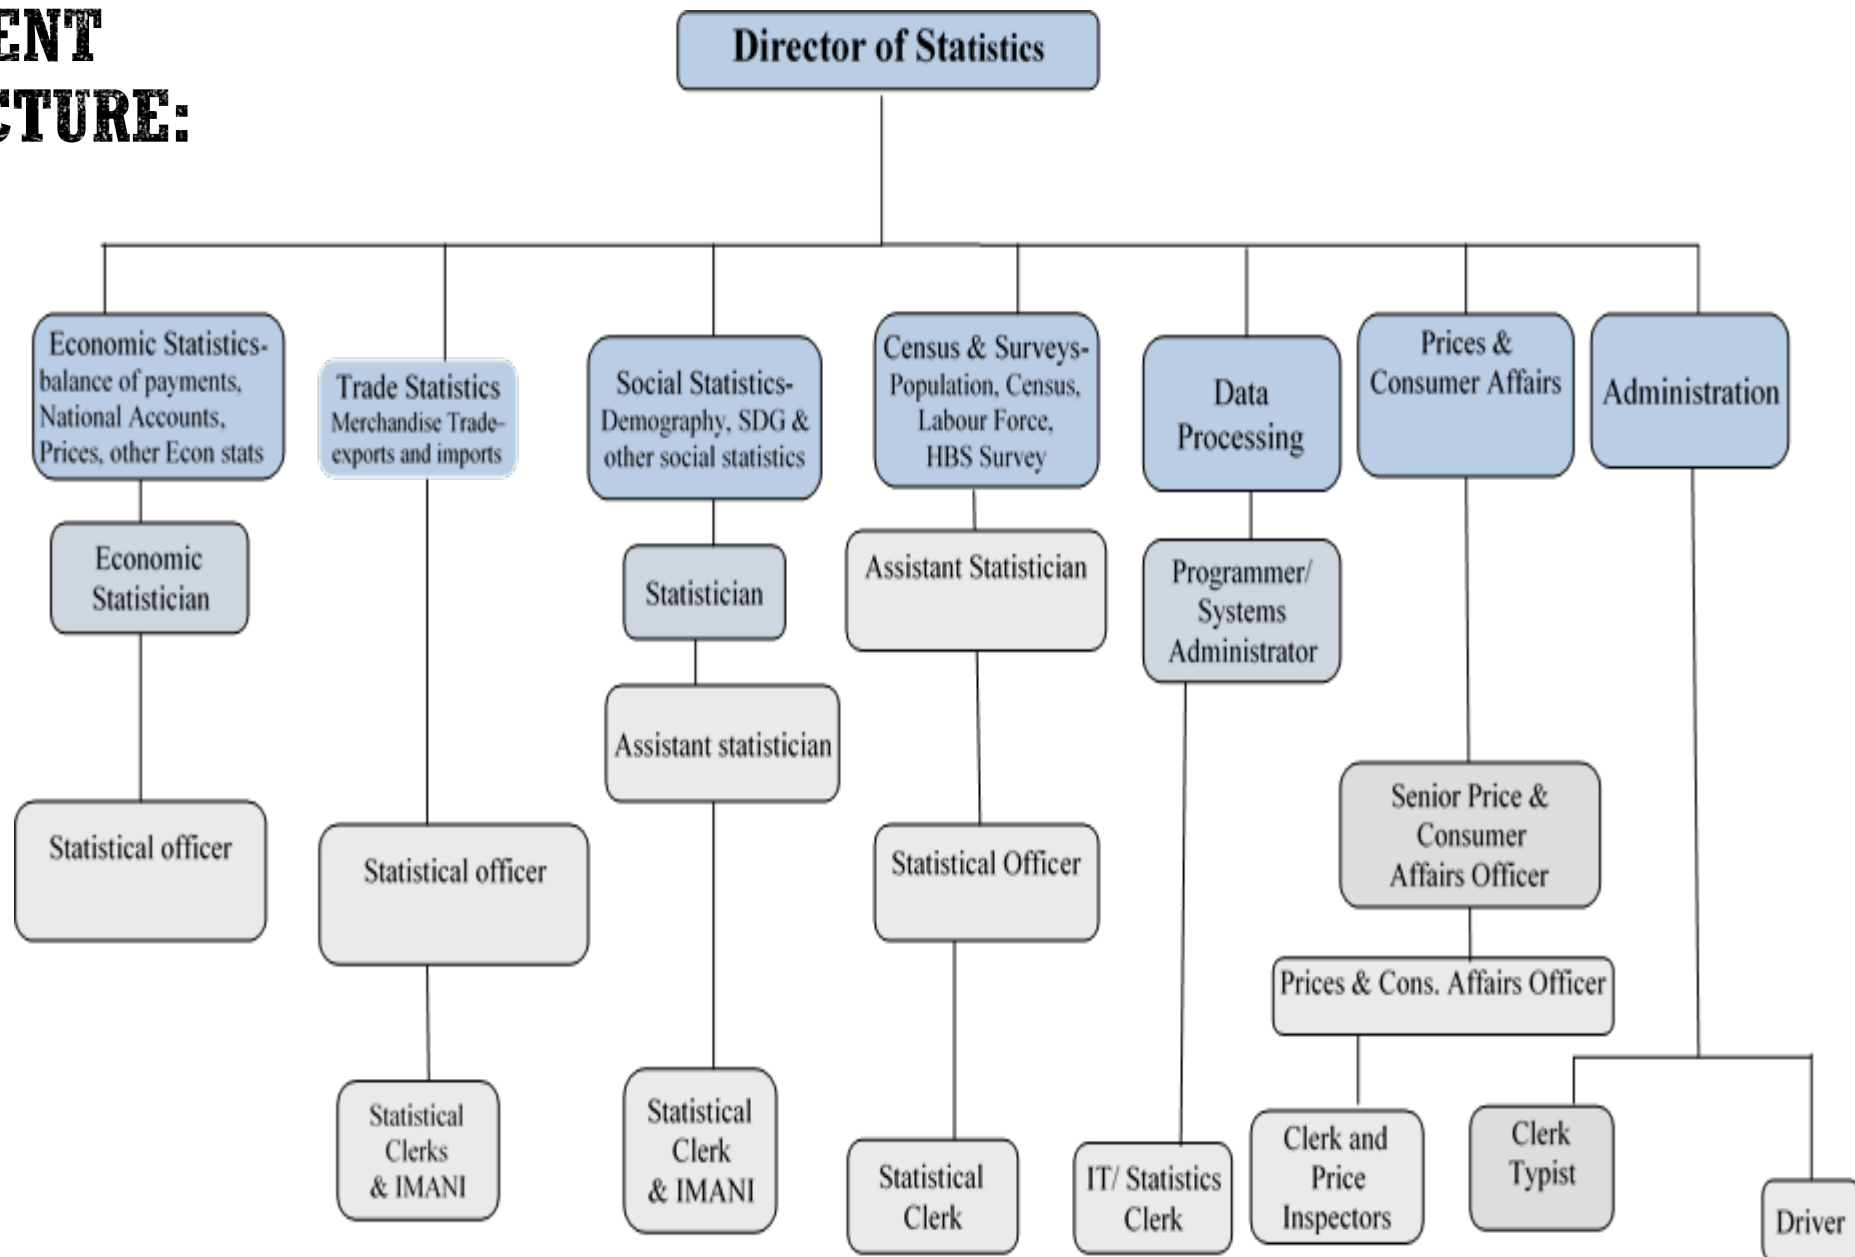 ENT
CTURE:
Director of Statistics
Economic Statistics-
balance of payments,
National Accounts,
Prices, other Econ stats
Trade Statistics
Merchandise Trade–
exports and imports
Social Statistics-
Demography, SDG &
other social statistics
Census & Surveys-
Population, Census,
Labour Force,
HBS Survey
Data
Processing
Prices &
Consumer Affairs
Administration
Economic
Statistician
Statistician
Assistant Statistician
Programmer/
Systems
Administrator
Assistant statistician
Statistical officer
Statistical officer
Statistical Officer
Senior Price &
Consumer
Affairs Officer
Prices & Cons. Affairs Officer
Statistical
Clerks
& IMANI
Statistical
Clerk
& IMANI
Statistical
Clerk
IT/ Statistics
Clerk
Clerk and
Price
Inspectors
Clerk
Typist
Driver